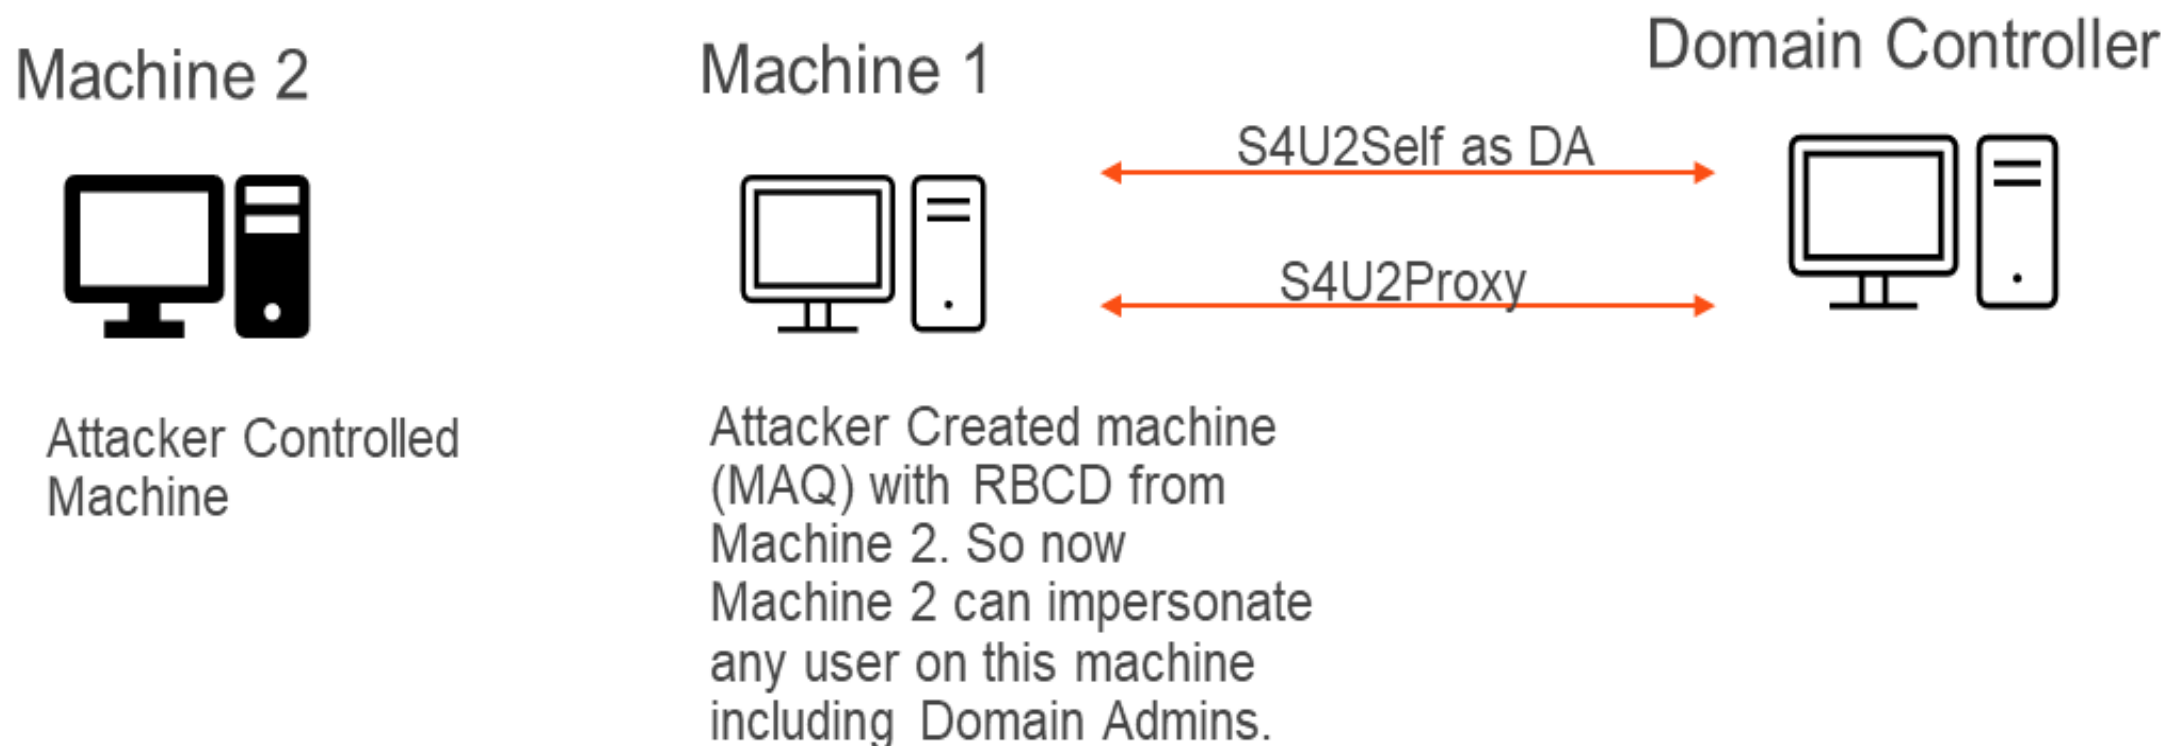 Machine 2
Machine 1
Domain Controller
S4U2Self as DA
S4U2Proxy
Attacker Controlled
Machine
Attacker Created machine
(MAQ) with RBCD from
Machine 2. So now
Machine 2 can impersonate
any user on this machine
including Domain Admins.